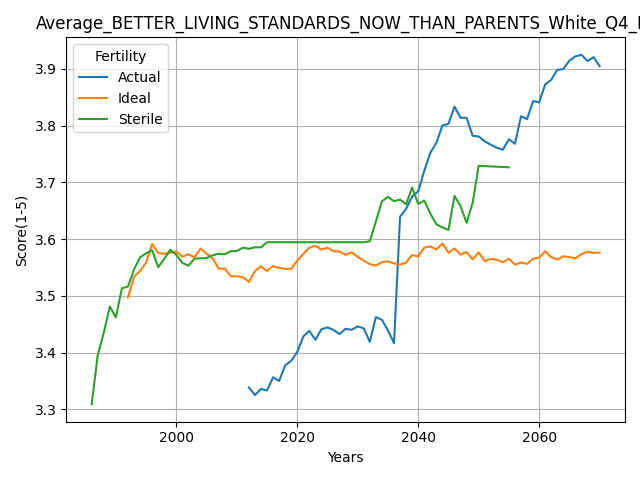 Average_BETTER_LIVING_STANDARDS_NOW_THAN_PARENTS_White_Q4_
Fertility
Actual
Ideal
Sterile
Score(1-5)
3.9
3.8
3.7
3.6
3.5
3.4
3.3
2000 2020 2040 2060
Years